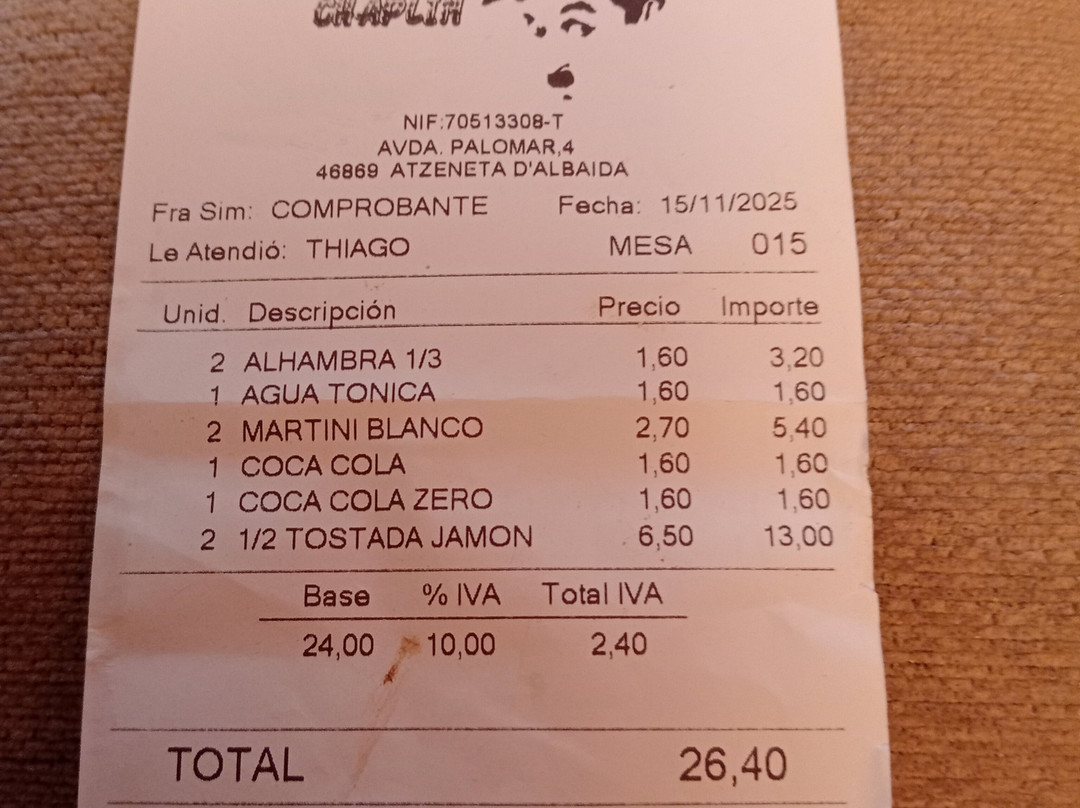 CHAPLIN
NIF:70513308-T
AVDA. PALOMAR,4
46869 ATZENETA D'ALBAIDA
Fra Sim: COMPROBANTE Fecha: 15/11/2025
Le Atendió: THIAGO MESA 015
Unid. Descripción Precio Importe
2 ALHAMBRA 1/3 1,60 3,20
1 AGUA TONICA 1,60 1,60
2 MARTINI BLANCO 2,70 5,40
1 COCA COLA 1,60 1,60
1 COCA COLA ZERO 1,60 1,60
2 1/2 TOSTADA JAMON 6,50 13,00
Base % IVA Total IVA
24,00 10,00 2,40
TOTAL 26,40